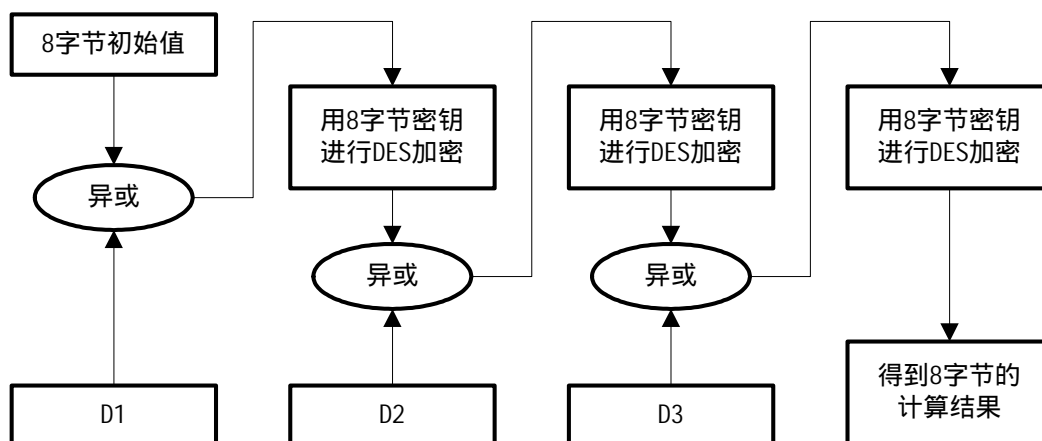 8字节初始值
用8字节密钥
进行DES加密
用8字节密钥
进行DES加密
用8字节密钥
进行DES加密
异或
异或
异或
D1
D2
D3
得到8字节的
计算结果